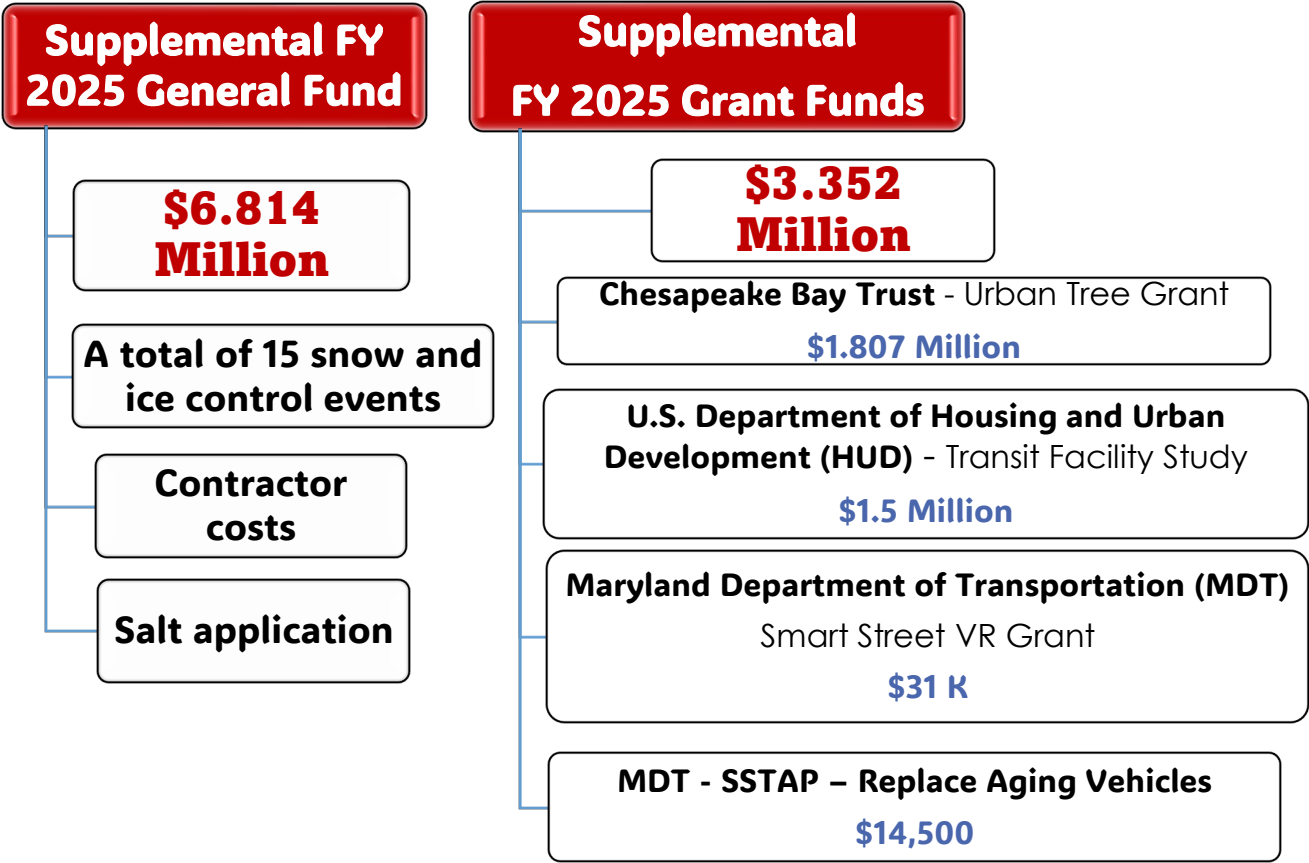 Supplemental FY
2025 General Fund
$6.814
Million
A total of 15 snow and
ice control events
Contractor
costs
Salt application
Supplemental
FY 2025 Grant Funds
$3.352
Million
Chesapeake Bay Trust - Urban Tree Grant
$1.807 Million
U.S. Department of Housing and Urban
Development (HUD) - Transit Facility Study
$1.5 Million
Maryland Department of Transportation (MDT)
Smart Street VR Grant
$31 K
MDT - SSTAP – Replace Aging Vehicles
$14,500